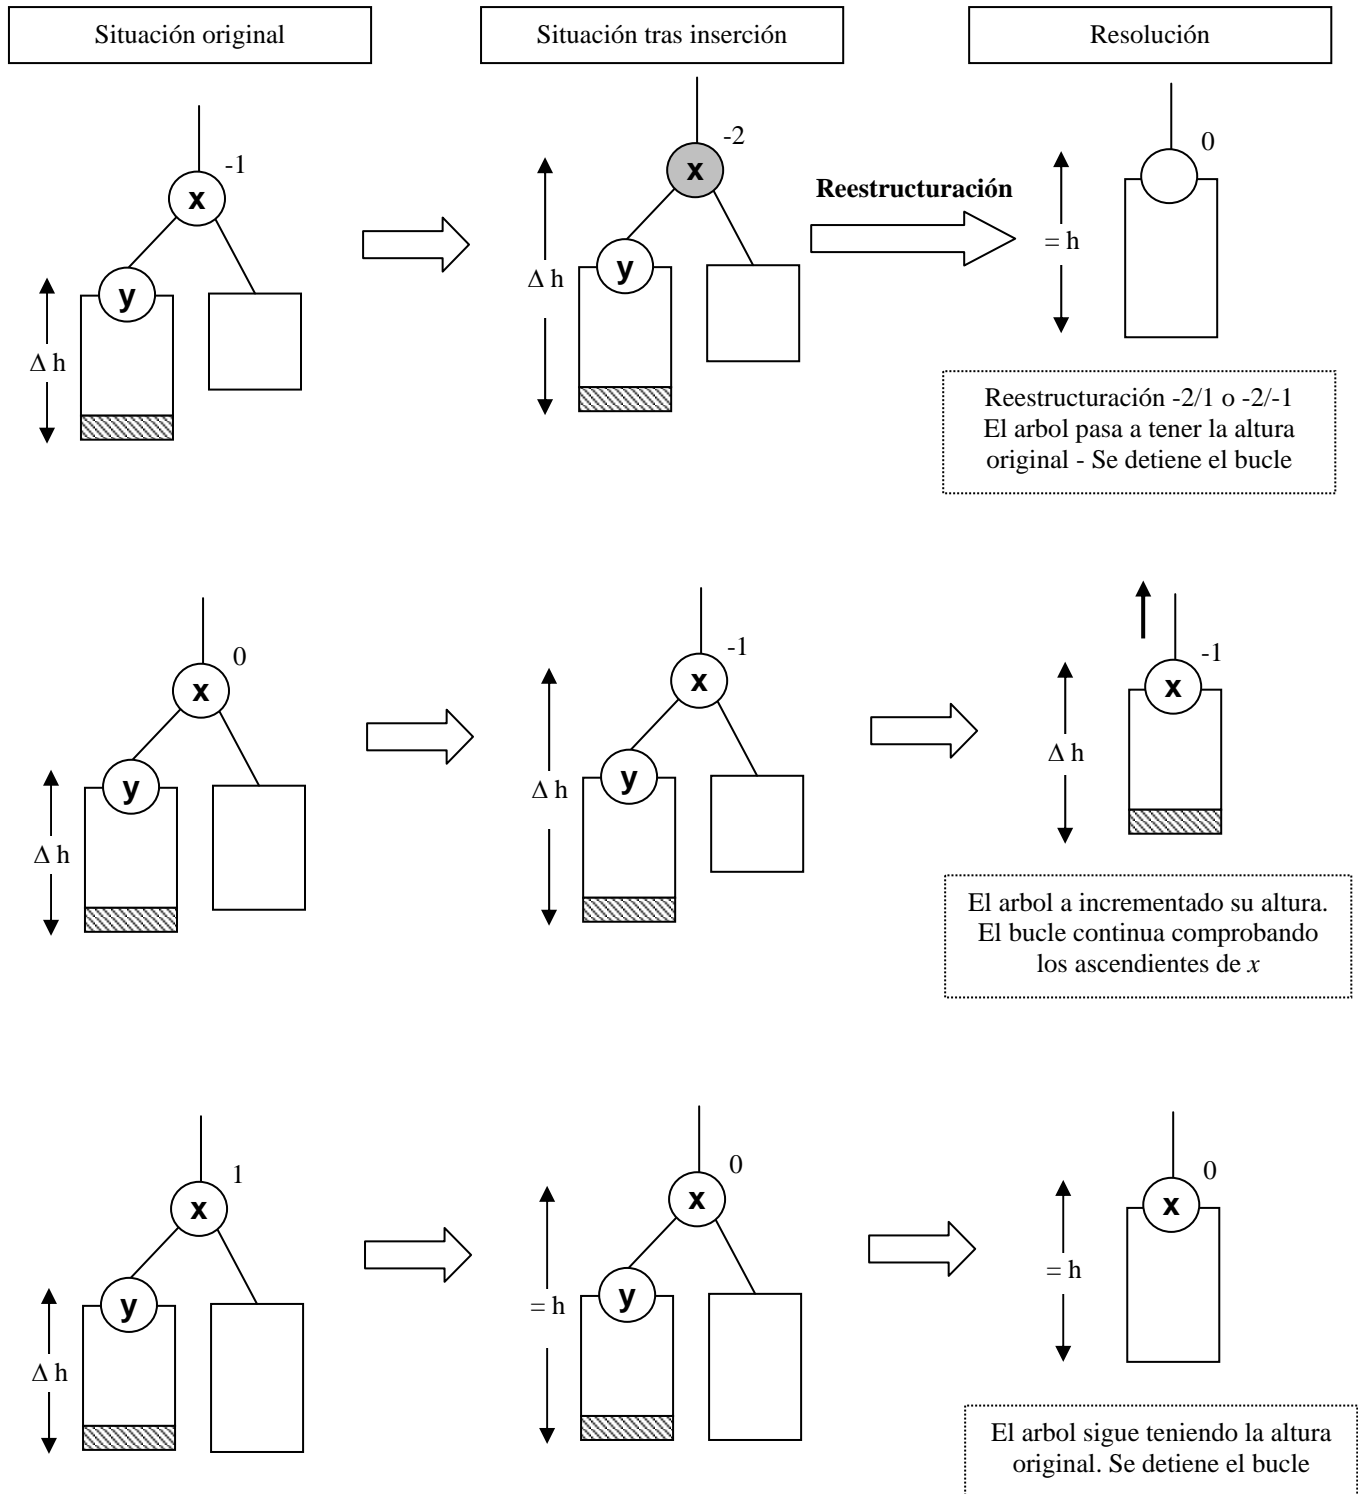 Situación original
Situación tras inserción
Resolución
-1
x
y
Δ h
-2
x
y
Δ h
Reestructuración
0
= h
Reestructuración -2/1 o -2/-1
El arbol pasa a tener la altura
original - Se detiene el bucle
0
x
y
Δ h
-1
x
y
Δ h
-1
x
Δ h
El arbol a incrementado su altura.
El bucle continua comprobando
los ascendientes de x
1
x
y
Δ h
0
x
y
= h
0
x
= h
El arbol sigue teniendo la altura
original. Se detiene el bucle